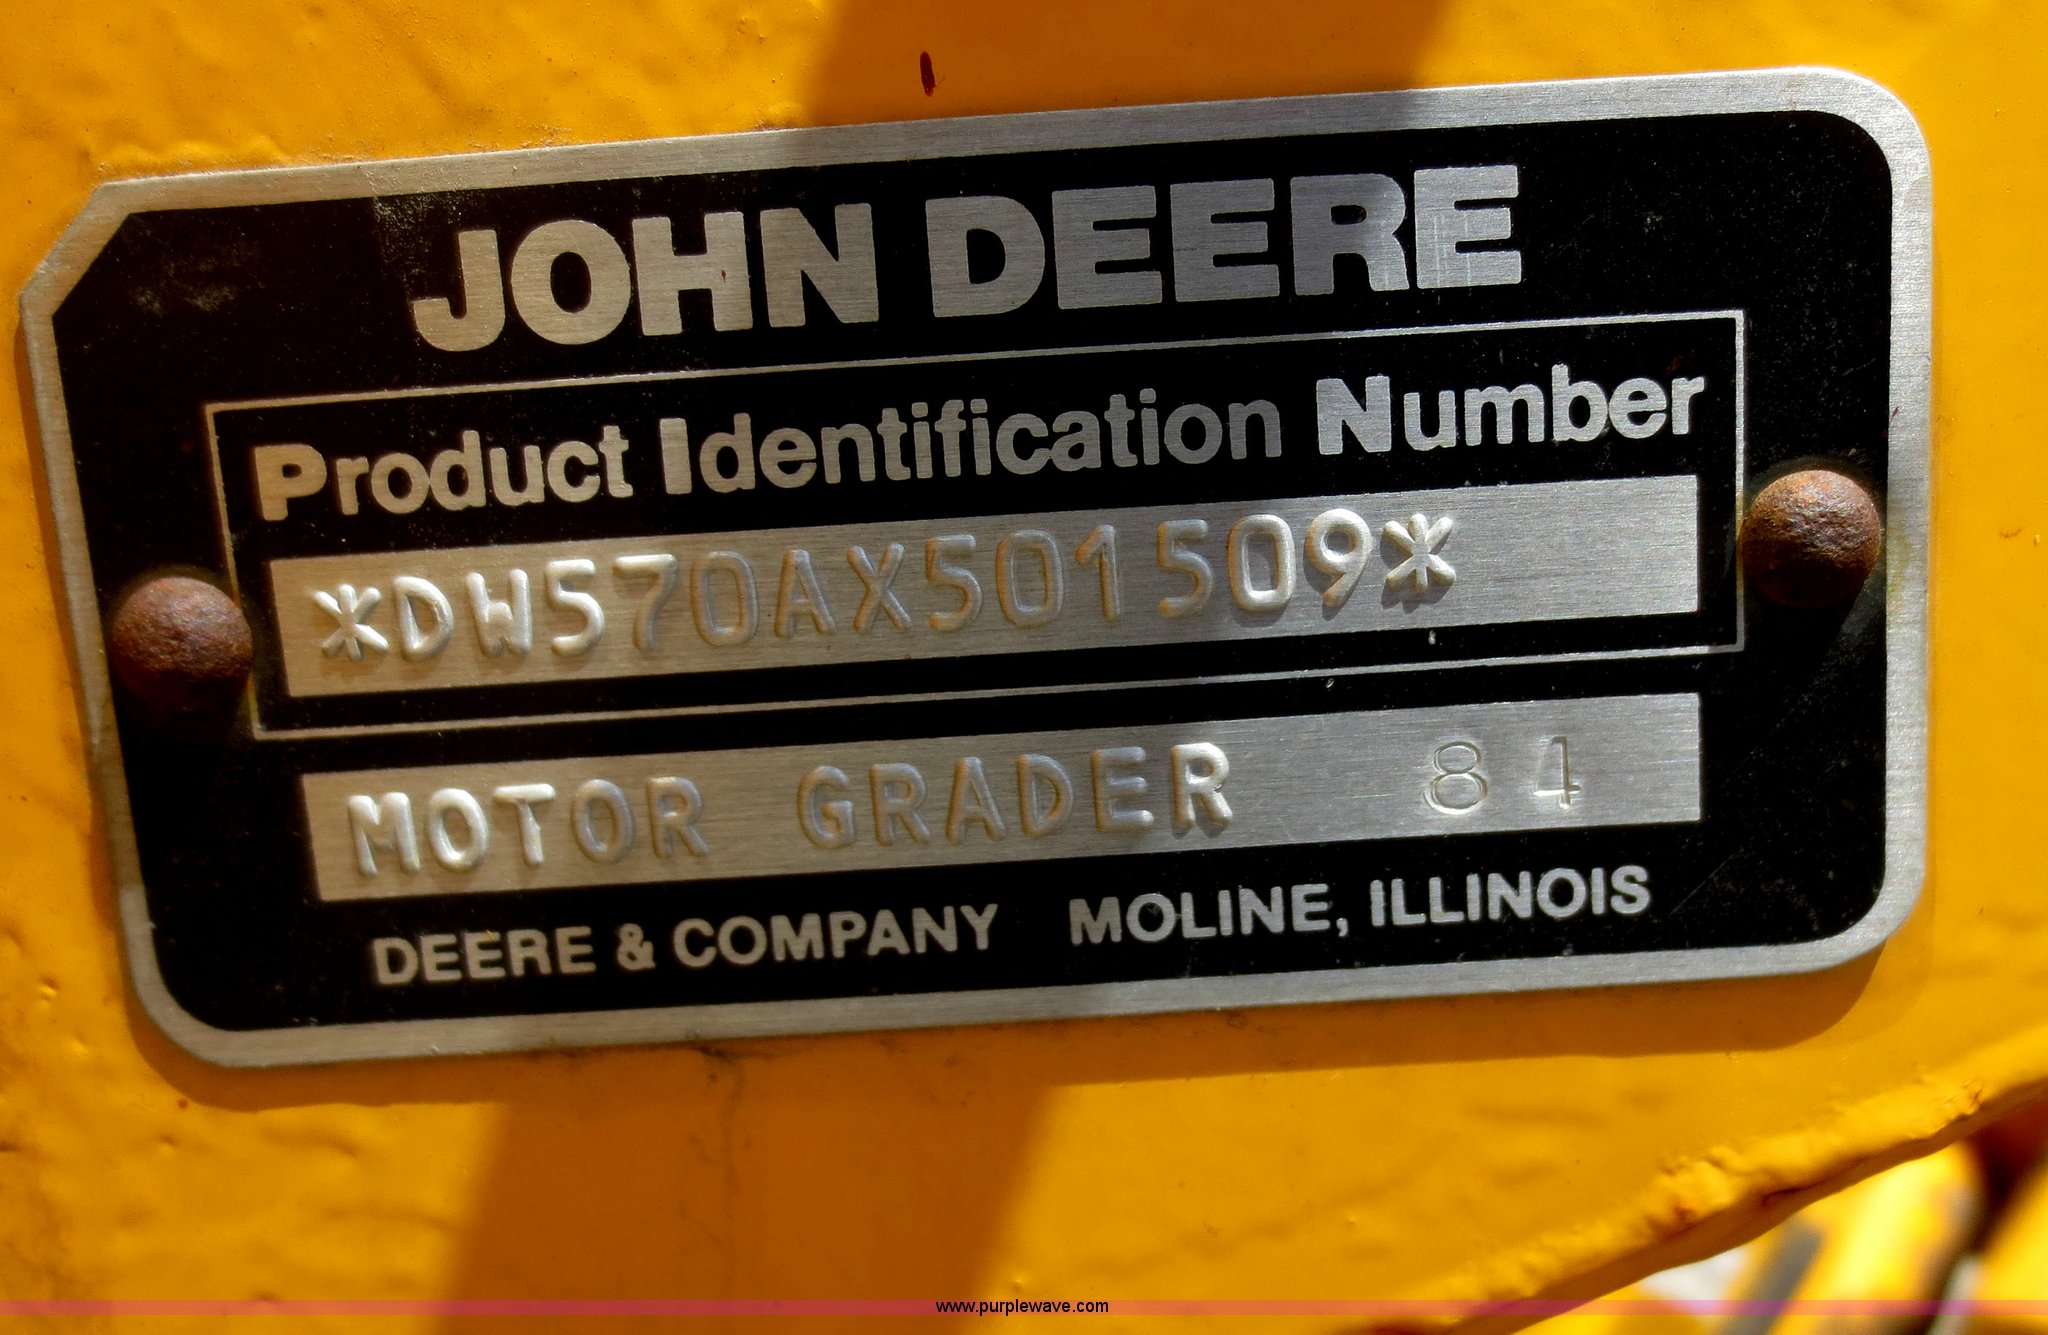 JOHN DEERE
Product Identification Number
*DW570AX501509*
MOTOR GRADER 84
DEERE & COMPANY MOLINE, ILLINOIS
www.purplewave.com